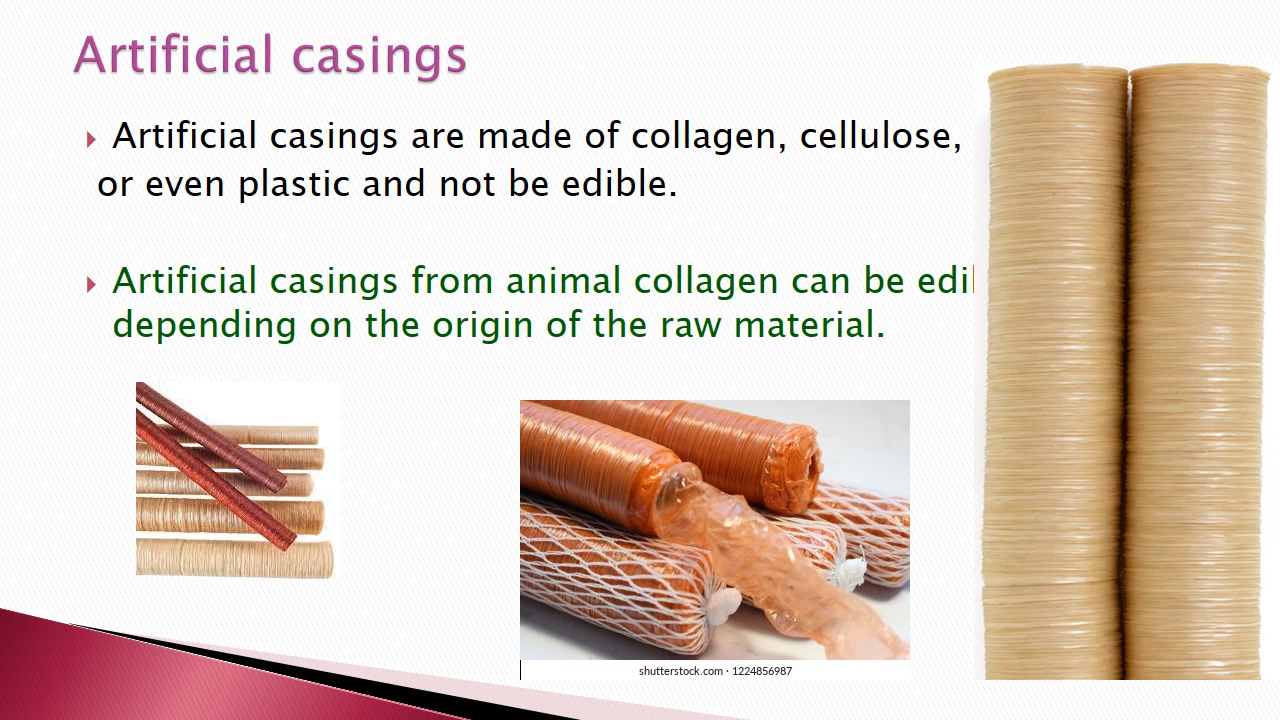 Artificial casings
Artificial casings are made of collagen, cellulose,
or even plastic and not be edible.
Artificial casings from animal collagen can be
depending on the origin of the raw material.
shutterstock.com · 1224856987